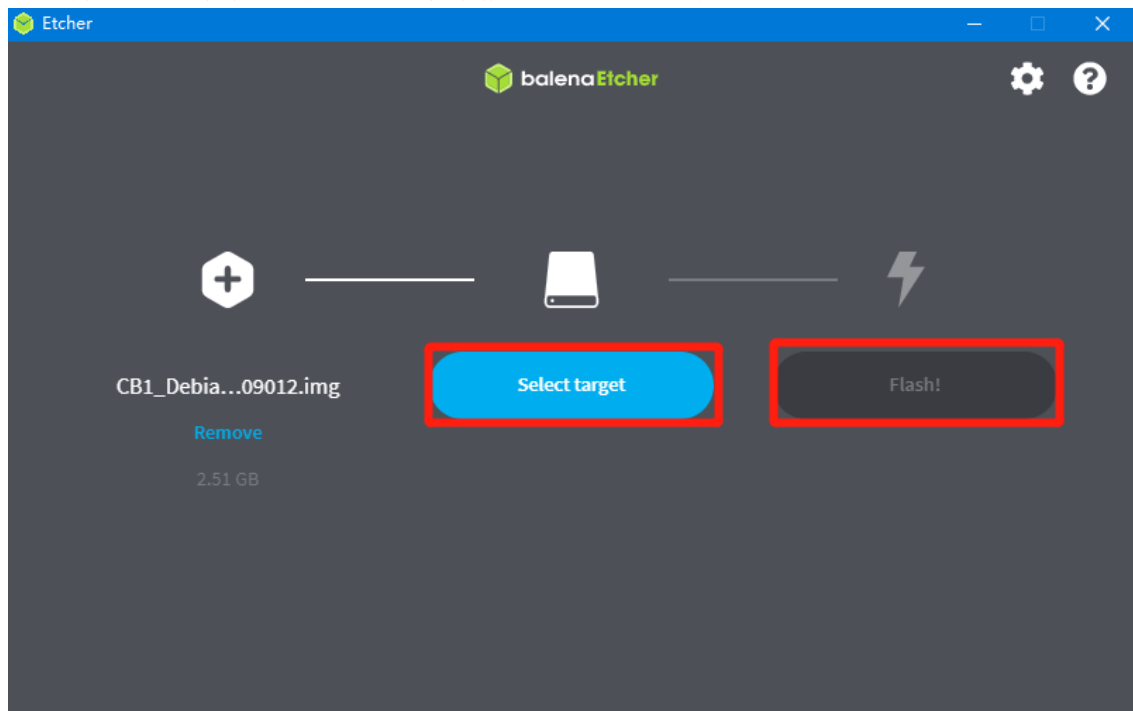 Etcher
balenaEtcher
CB1_Debia...09012.img
Select target
Flash!
Remove
2.51 GB